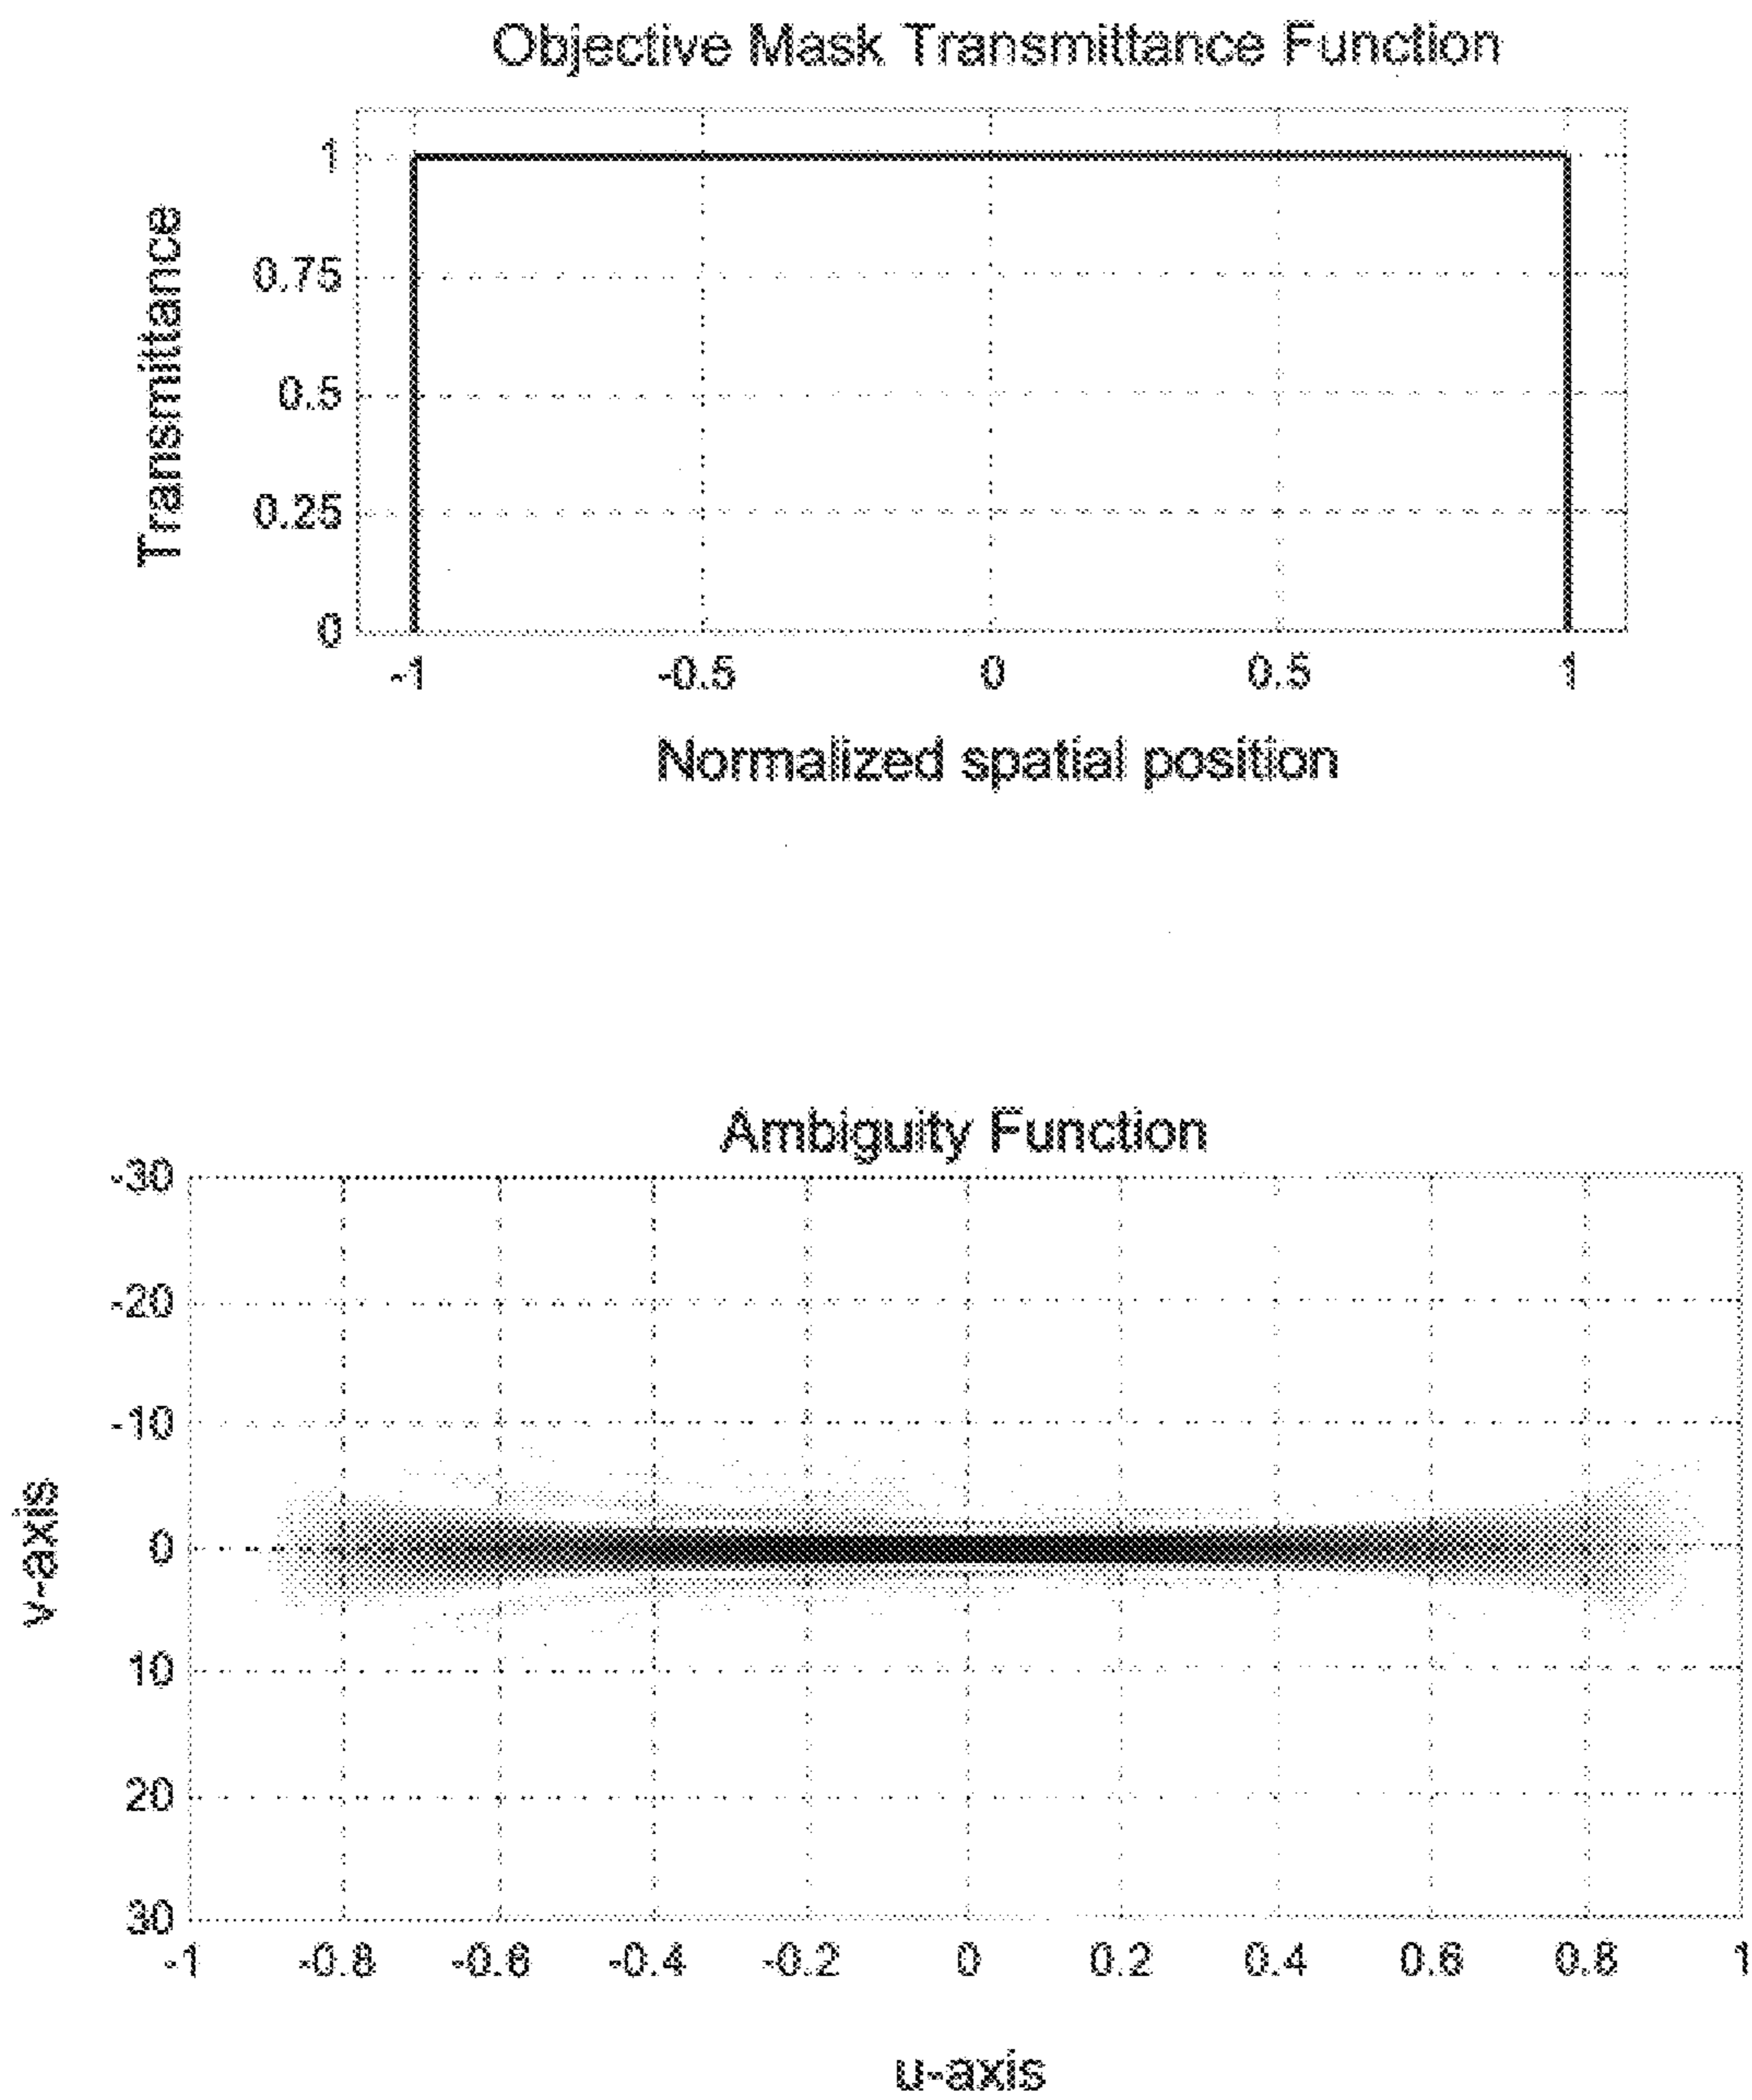 Objective Mask Transmittance Function
Transmittance
1
0.75
0.5
0.25
0
-1 -0.5 0 0.5 1
Normalized spatial position
Ambiguity Function
v-axis
-30
-20
-10
0
10
20
30
-1 -0.8 -0.6 -0.4 -0.2 0 0.2 0.4 0.6 0.8 1
u-axis